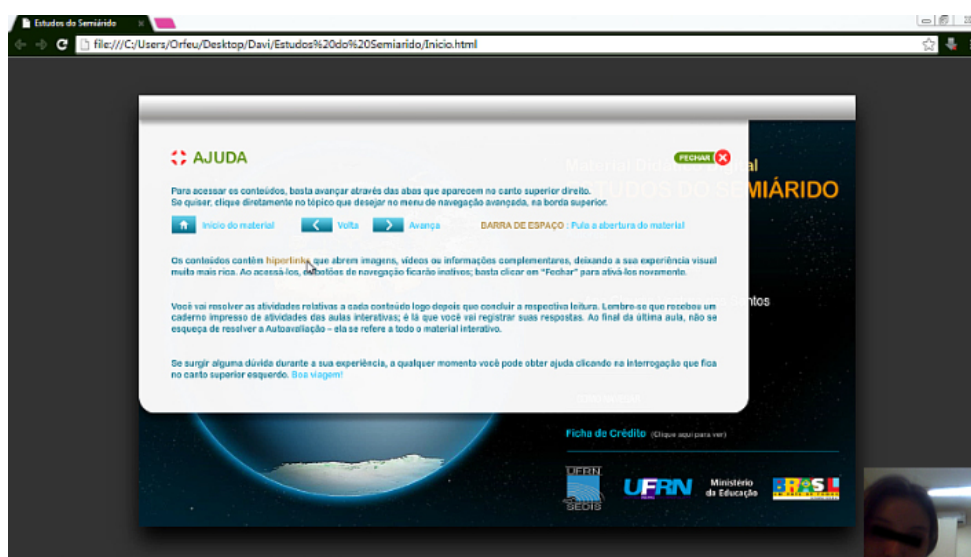 Estudos do Semiárido
file:///C:/Users/Orfeu/Desktop/Davi/Estudos%20do%20Semiarido/Inicio.html
AJUDA
FECHAR
Material Didático Digital
ESTUDOS DO SEMIÁRIDO
Para acessar os conteúdos, basta avançar através das abas que aparecem no canto superior direito.
Se quiser, clique diretamente no tópico que desejar no menu de navegação avançada, na borda superior.
Início do material Volta Avança BARRA DE ESPAÇO : Pula a abertura do material
Os conteúdos contêm hiperlinks que abrem imagens, vídeos ou informações complementares, deixando a sua experiência visual
muito mais rica. Ao acessá-los, os botões de navegação ficarão inativos; basta clicar em “Fechar” para ativá-los novamente.
Você vai resolver as atividades relativas a cada conteúdo logo depois que concluir a respectiva leitura. Lembre-se que recebeu um
caderno impresso de atividades das aulas interativas; é lá que você vai registrar suas respostas. Ao final da última aula, não se
esqueça de resolver a Autoavaliação – ela se refere a todo o material interativo.
Se surgir alguma dúvida durante a sua experiência, a qualquer momento você pode obter ajuda clicando na interrogação que fica
no canto superior esquerdo. Boa viagem!
Ficha de Crédito (Clique aqui para ver)
UFRN
SEDIS
UFRN
Ministério
da Educação
BRASIL